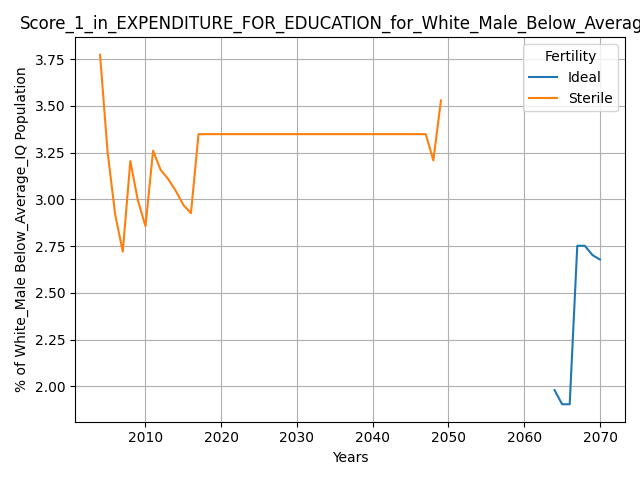 Score_1_in_EXPENDITURE_FOR_EDUCATION_for_White_Male_Below_Averag
Fertility
Ideal
Sterile
% of White_Male Below_Average_IQ Population
3.75
3.50
3.25
3.00
2.75
2.50
2.25
2.00
2010 2020 2030 2040 2050 2060 2070
Years